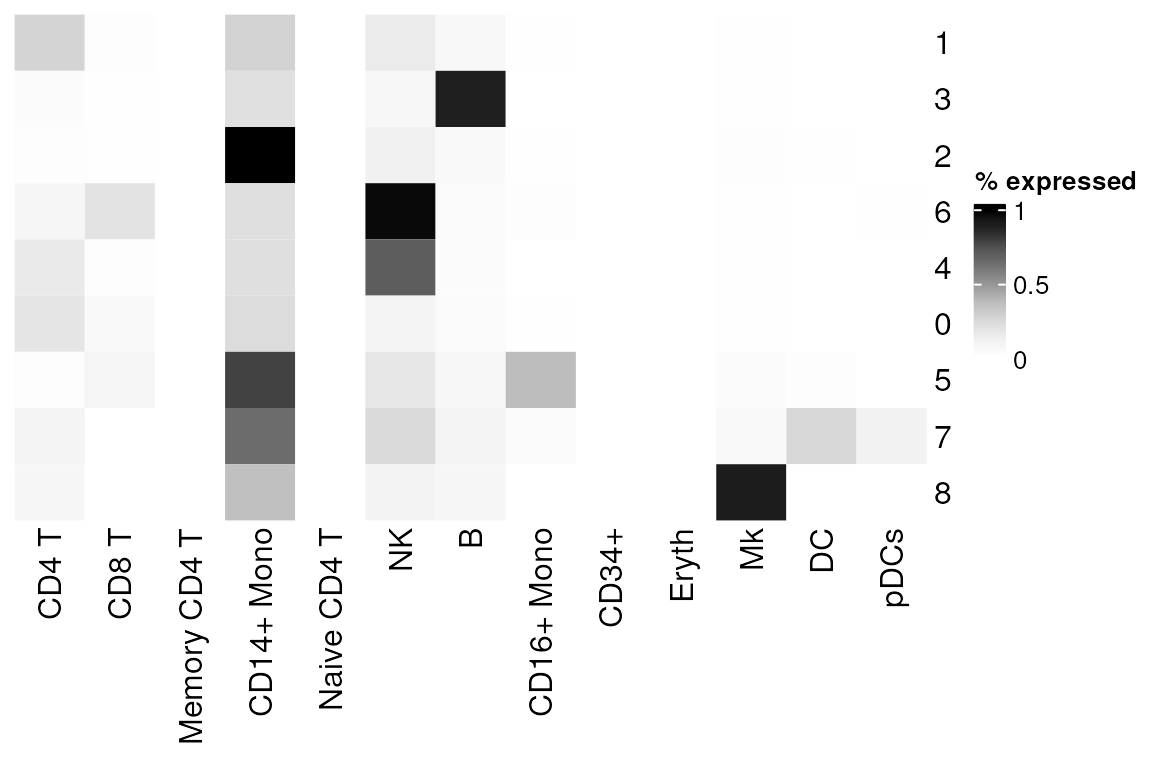 1
3
2
6
4
0
5
7
8
% expressed
1
0.5
0
CD4 T
CD8 T
Memory CD4 T
CD14+ Mono
Naive CD4 T
NK
B
CD16+ Mono
CD34+
Eryth
Mk
DC
pDCs